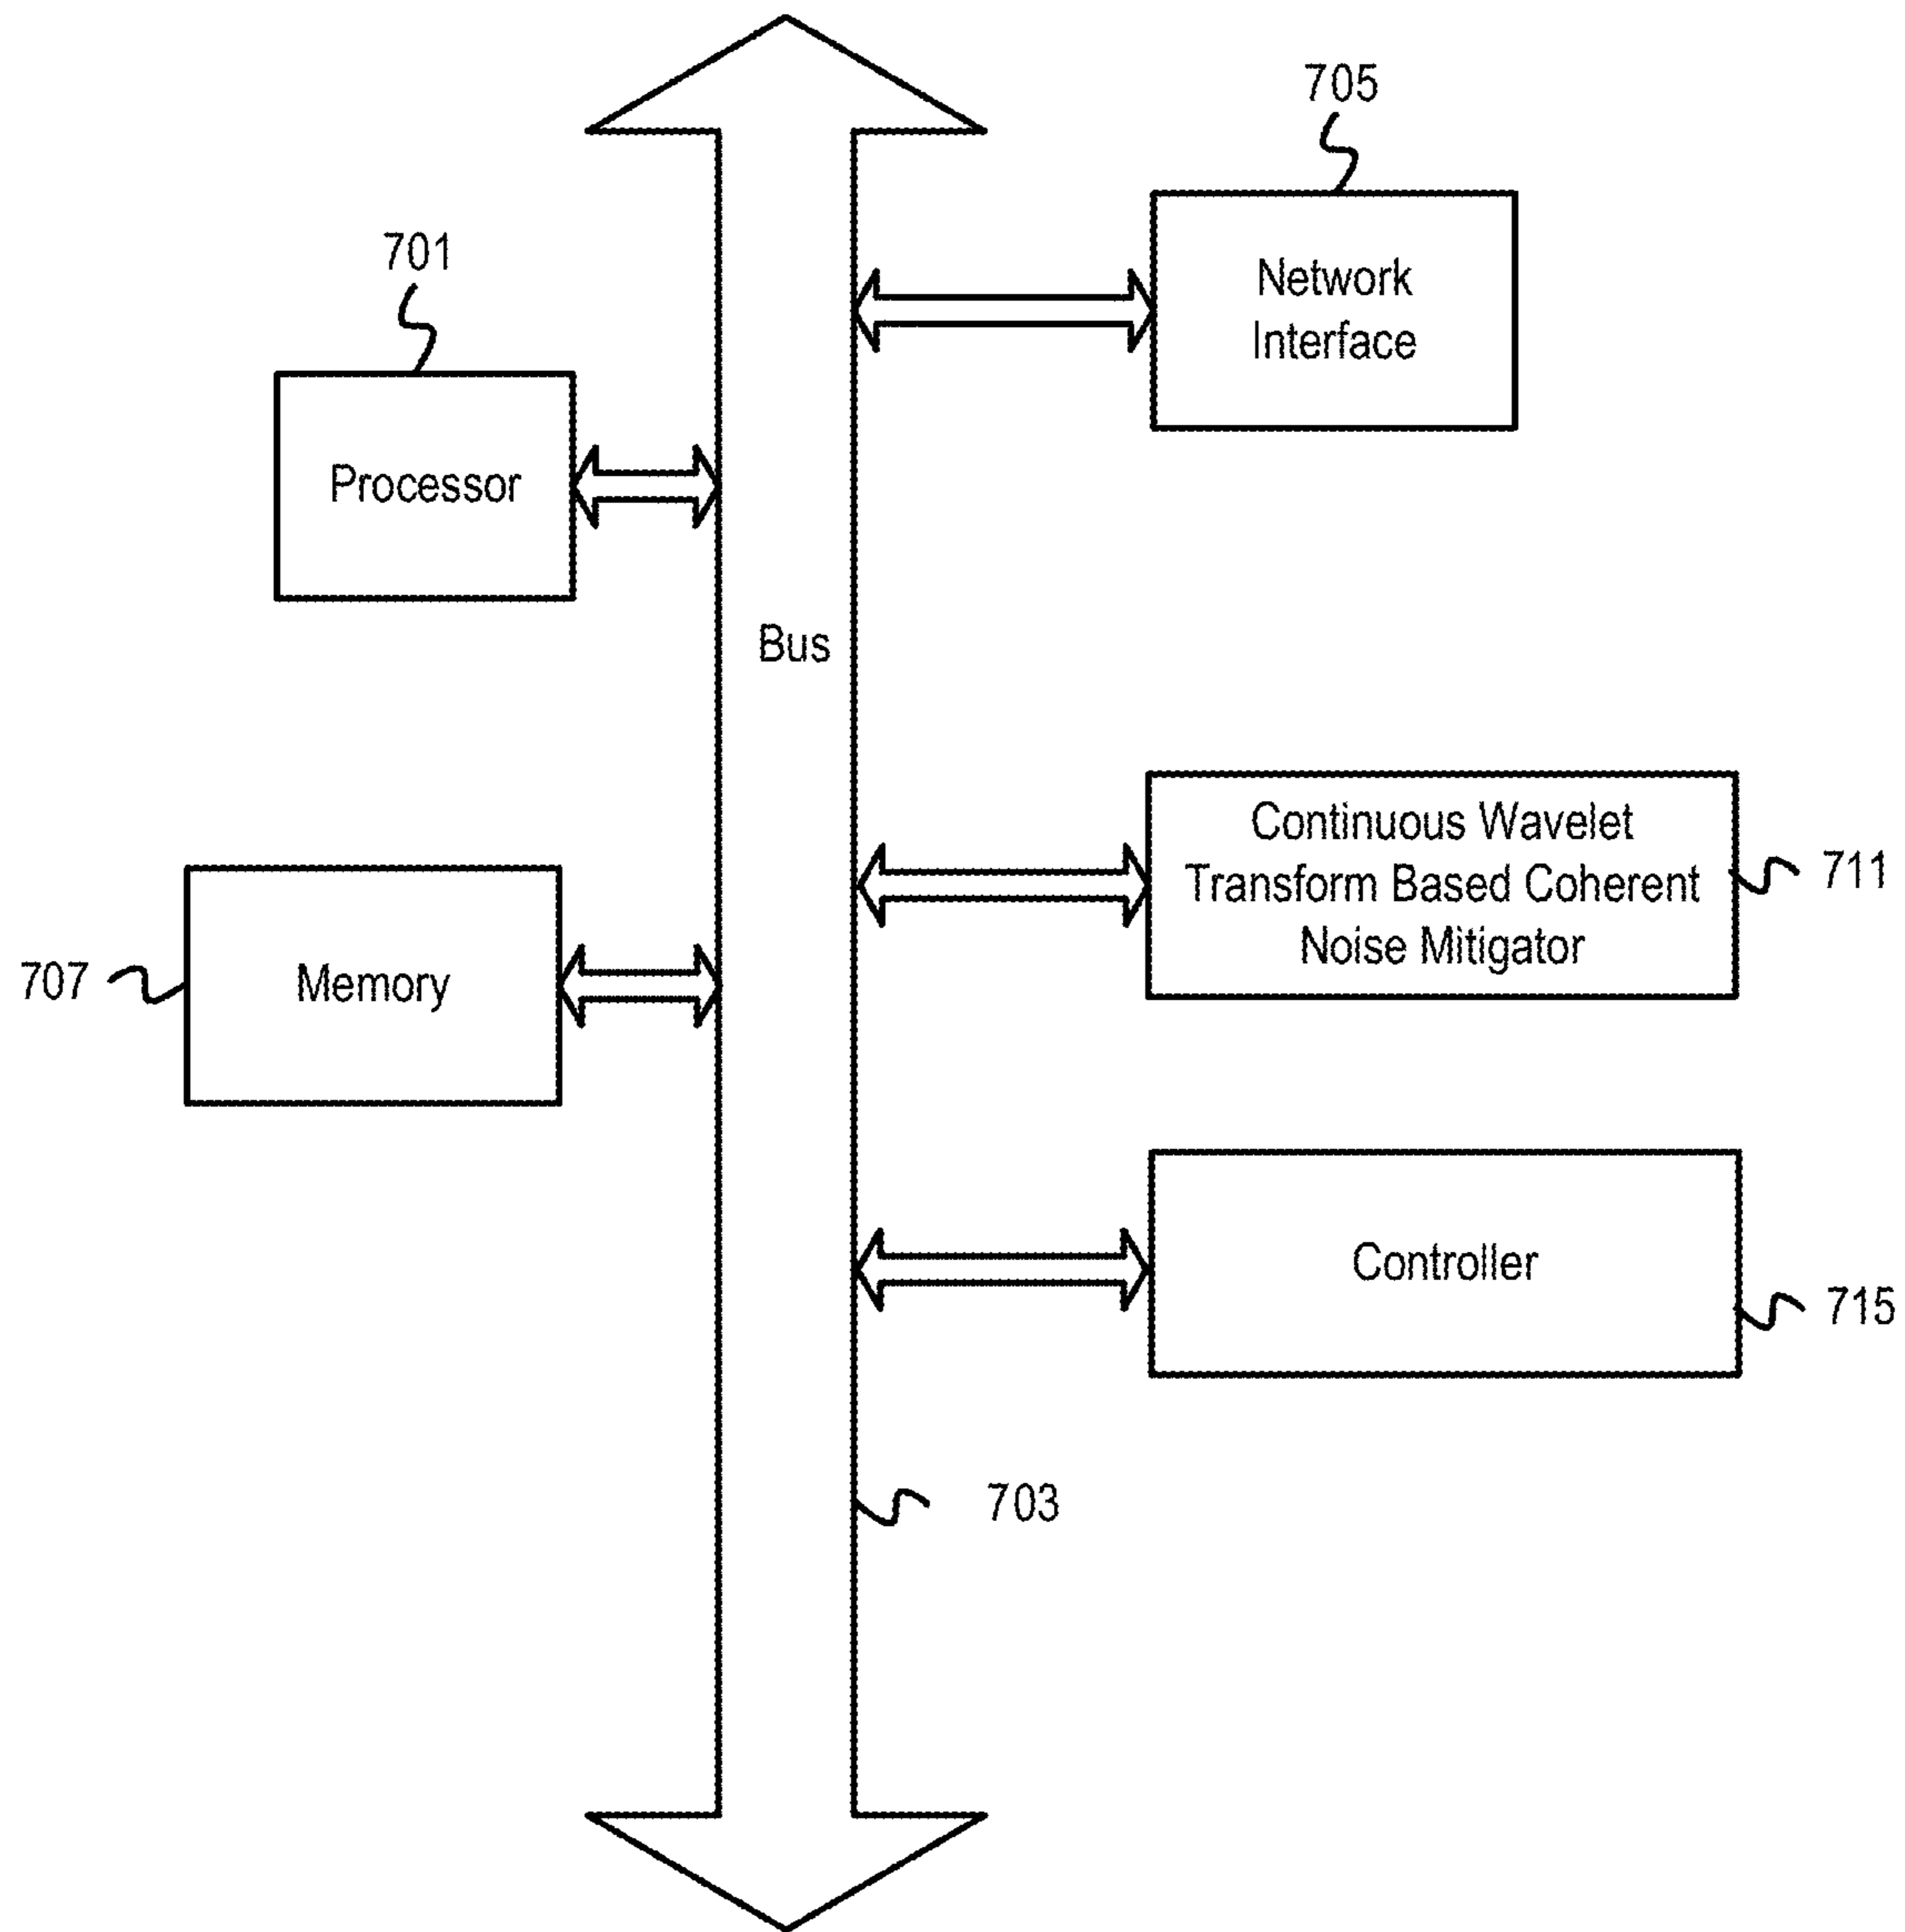 705
Network
Interface
701
Processor
Bus
Continuous Wavelet
Transform Based Coherent
Noise Mitigator
711
707
Memory
Controller
715
703